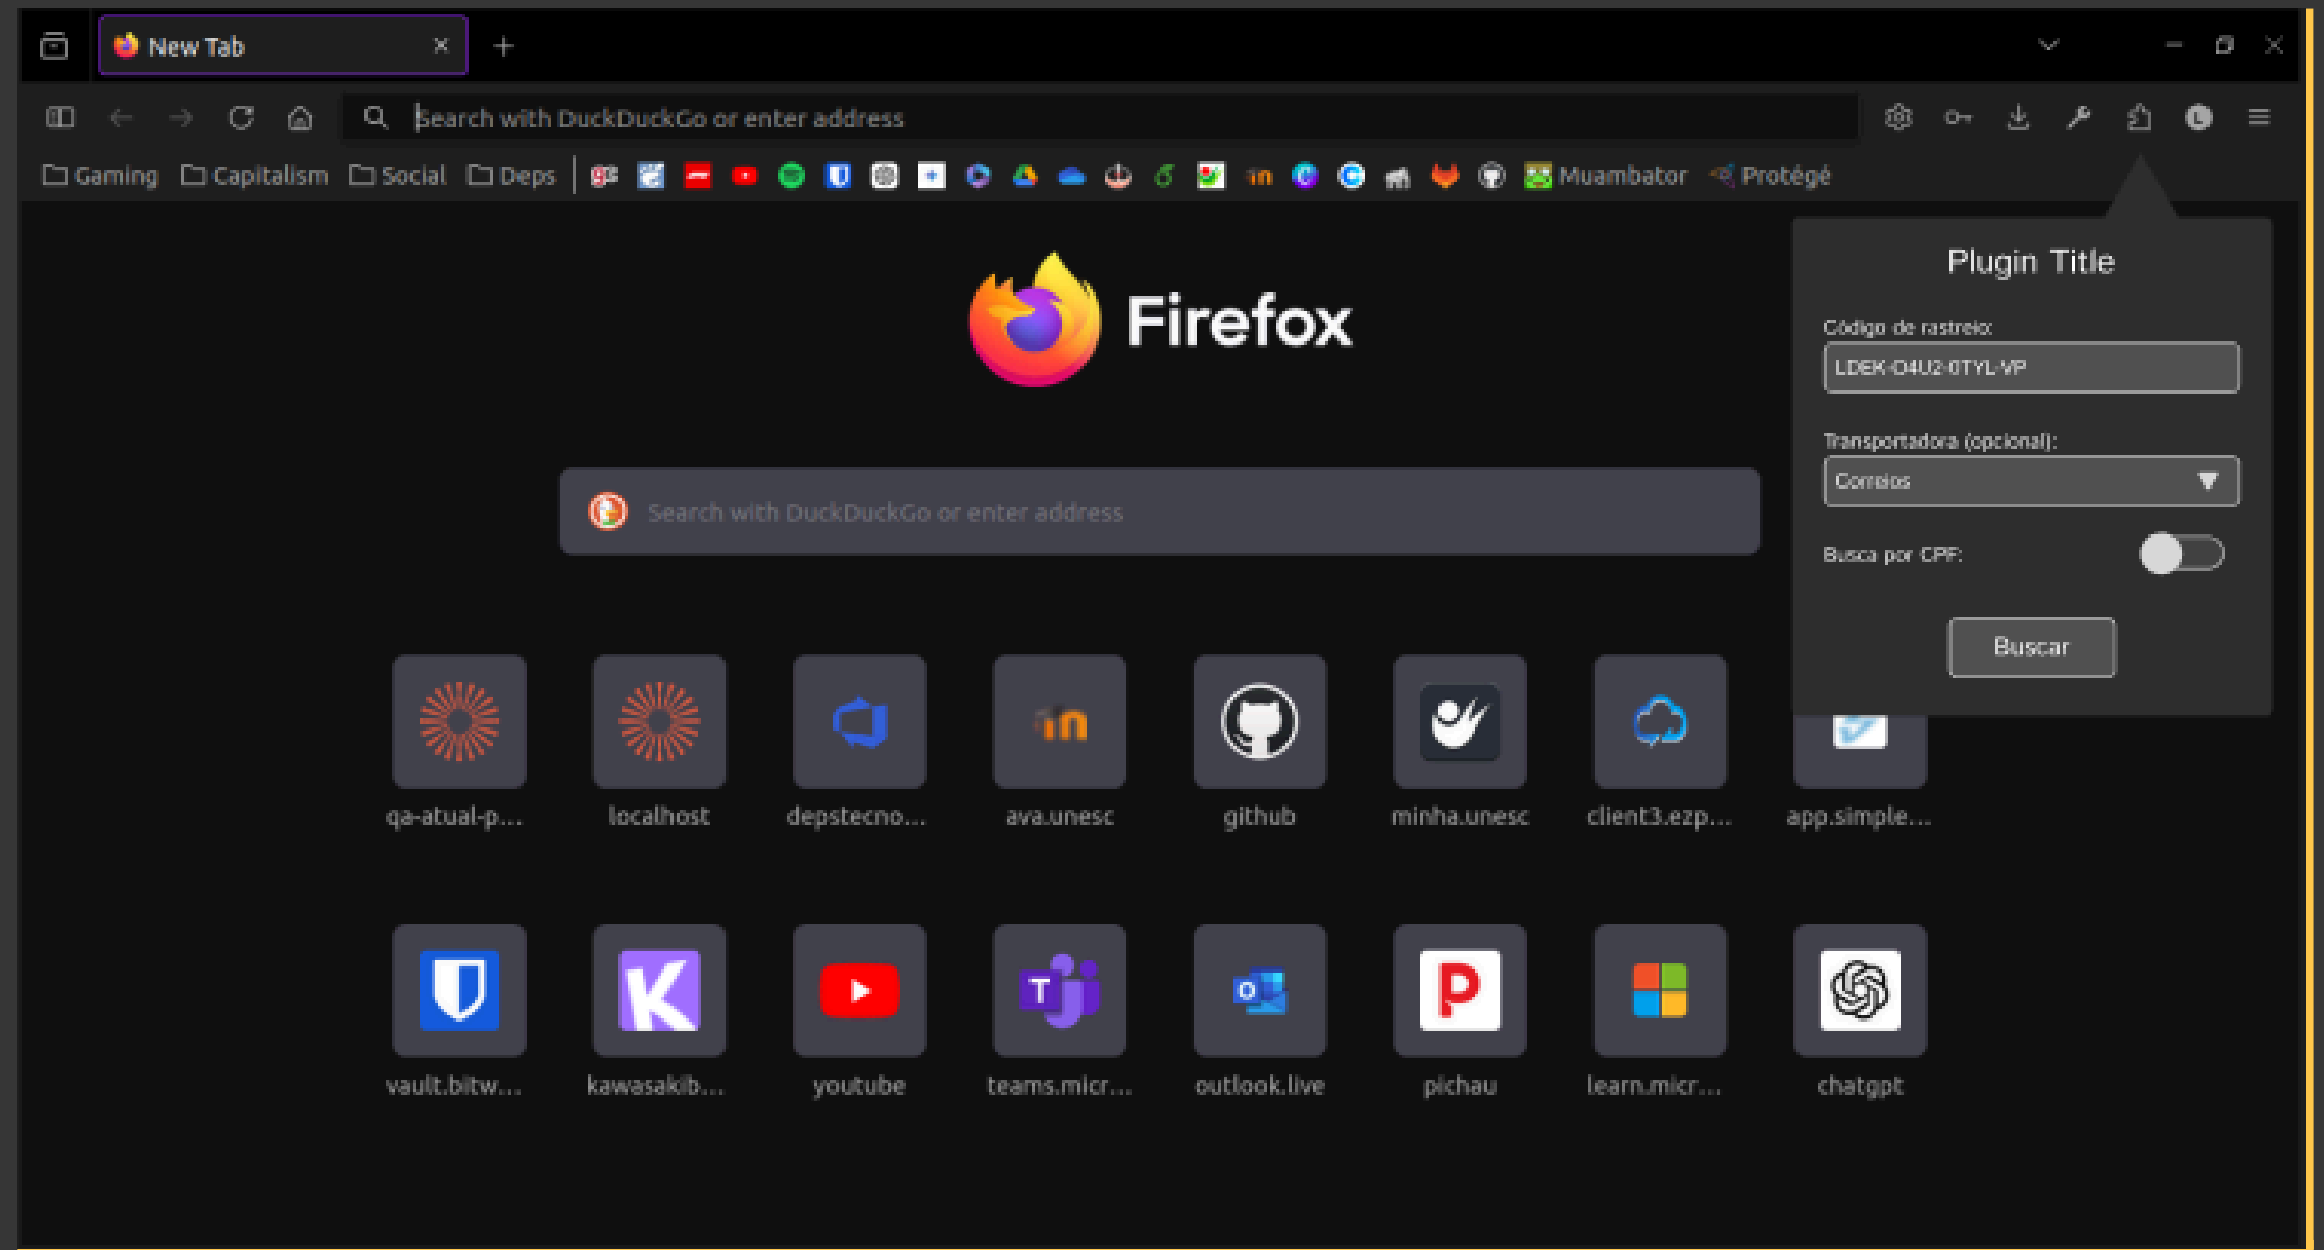 New Tab
Search with DuckDuckGo or enter address
Gaming Capitalism Social Deps Muambator Protégé
Plugin Title
Firefox
Código de rastreio:
LDEK-O4U2-0TYL-VP
Transportadora (opcional):
Correios
Search with DuckDuckGo or enter address
Busca por CPF:
Buscar
qa-atual-p... localhost depstecno... ava.unesc github minha.unesc client3.ezp... app.simple...
vault.bitw... kawasakib... youtube teams.micr... outlook.live pichau learn.micr... chatgpt